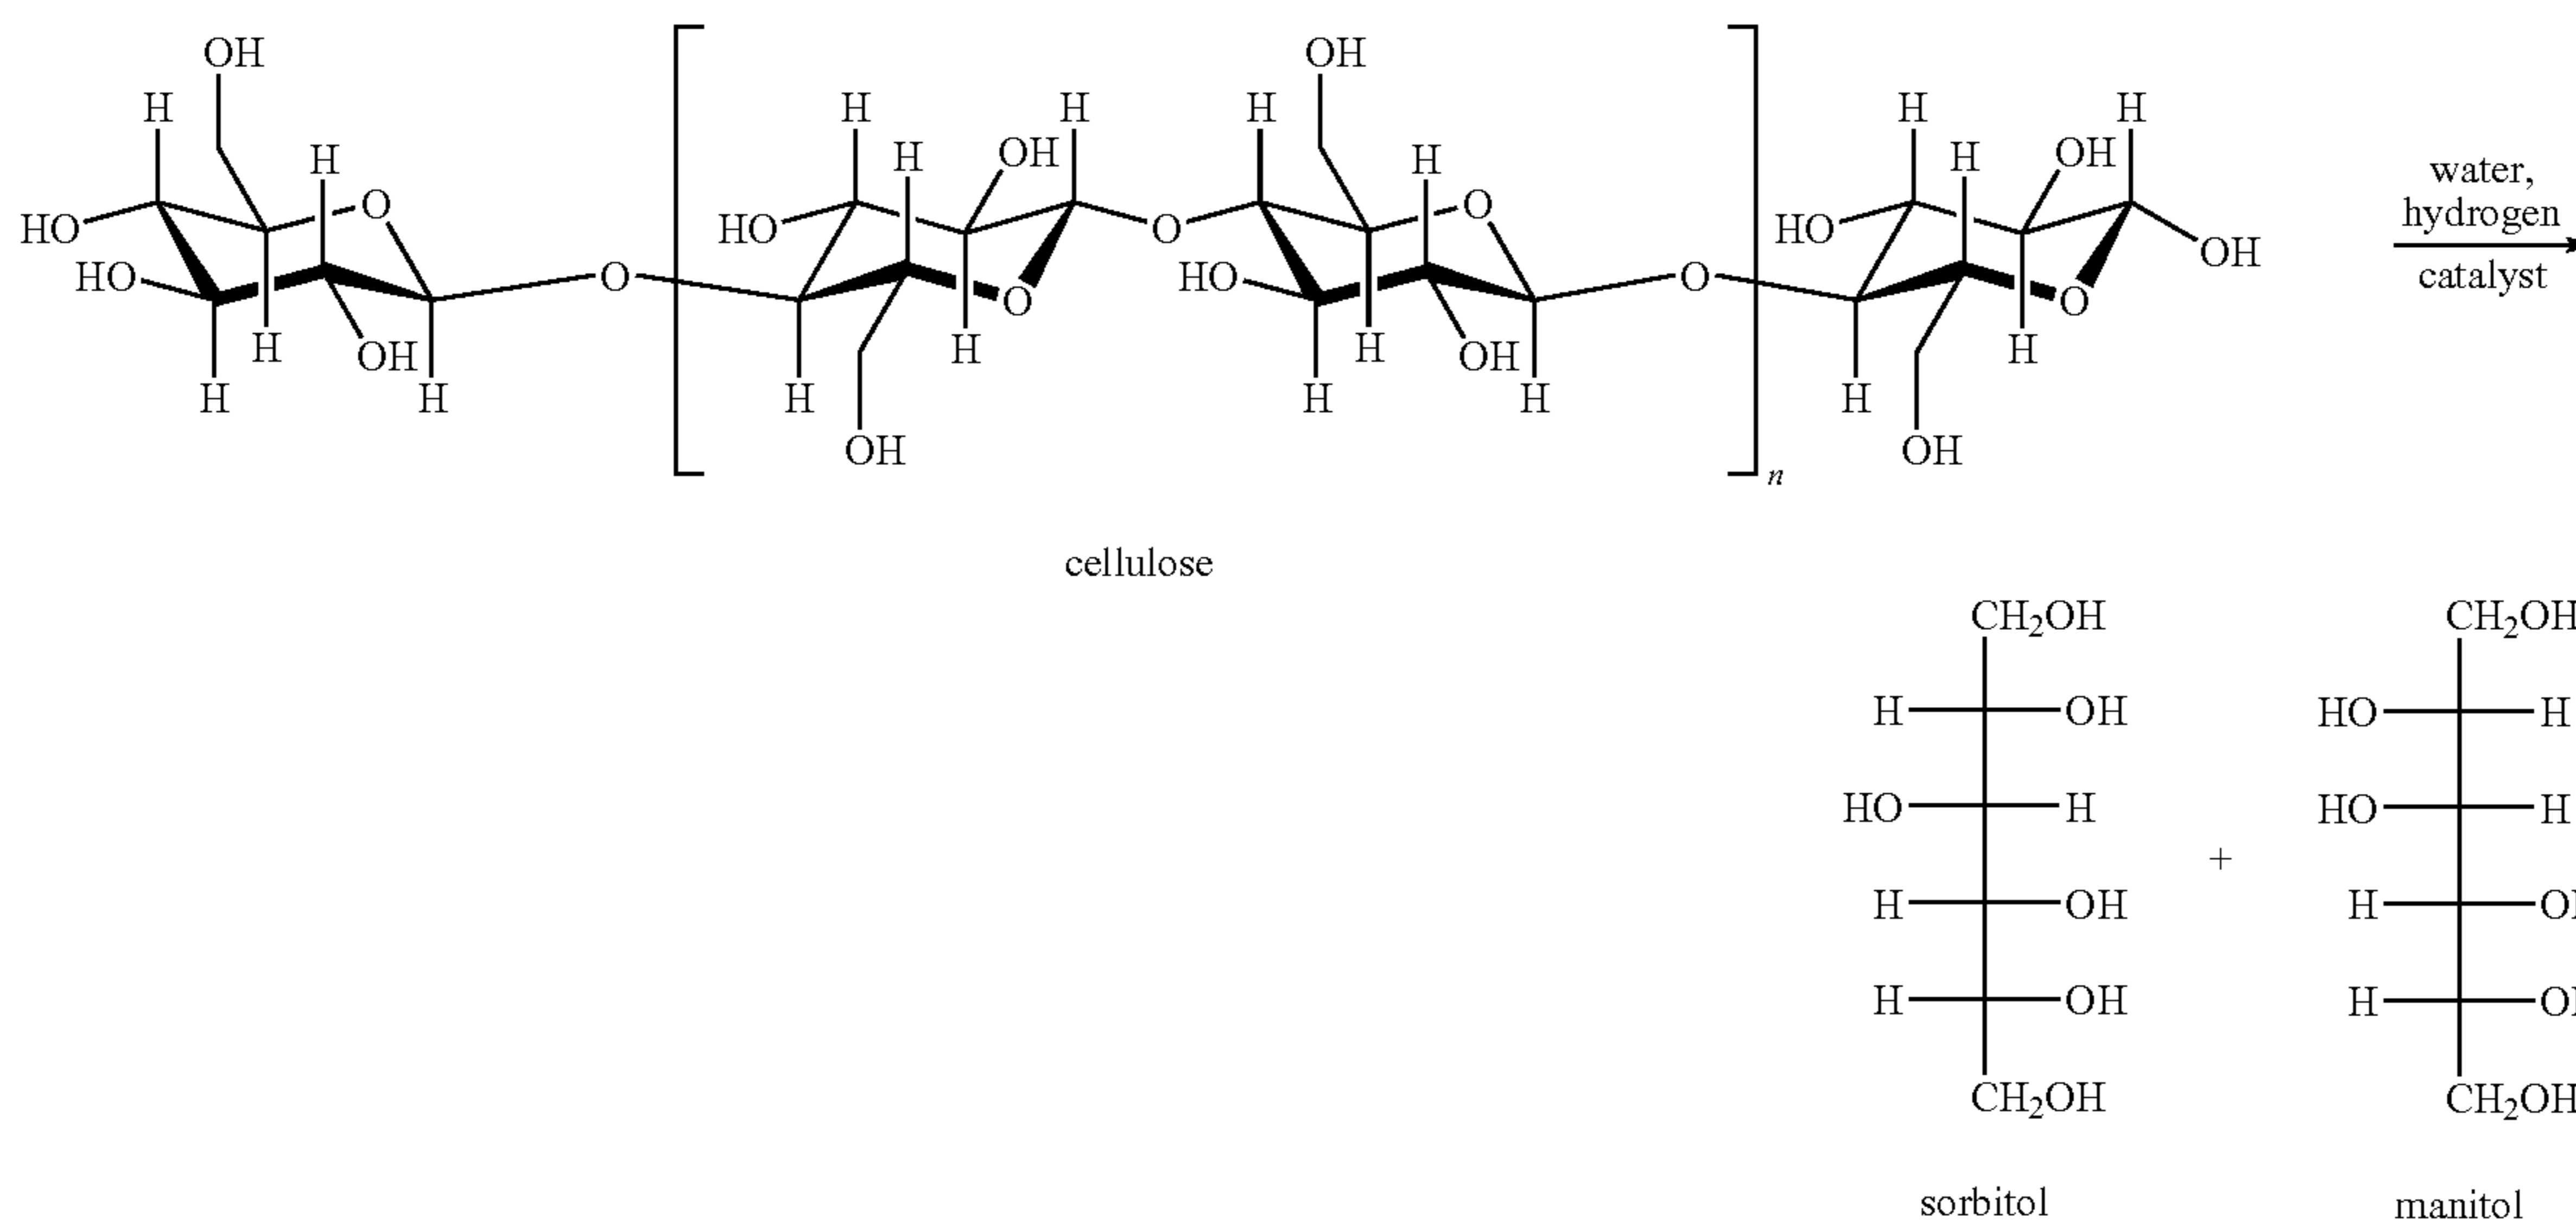 OH OH
H H H H H H
H H OH H H OH
O O
HO HO O HO
water,
hydrogen
catalyst
HO O HO O OH
O O
H OH H H OH H
H H H H H H
OH OH
n
cellulose
CH2OH CH2OH
H OH HO H
HO H HO H
+
H OH H
H OH H
CH2OH CH2OH
sorbitol manitol